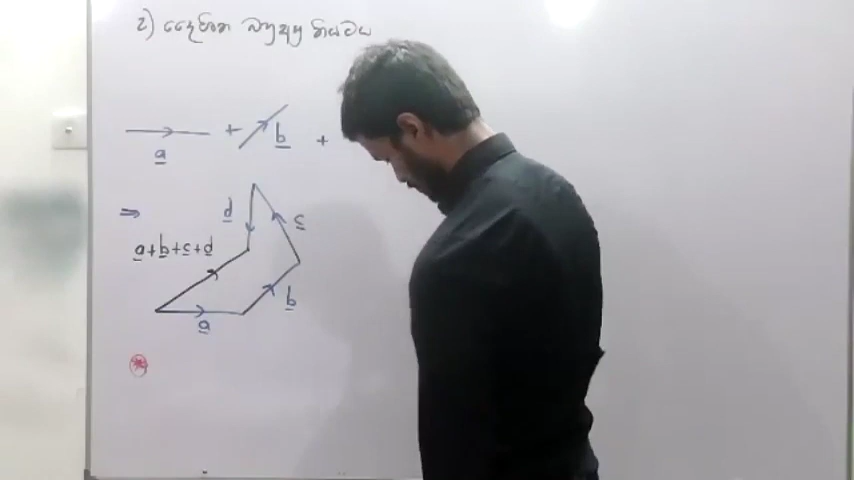 2) දෛශික බහුඅස්‍ර නියමය
a + b +
⇒ d c
a+b+c+d
b
a